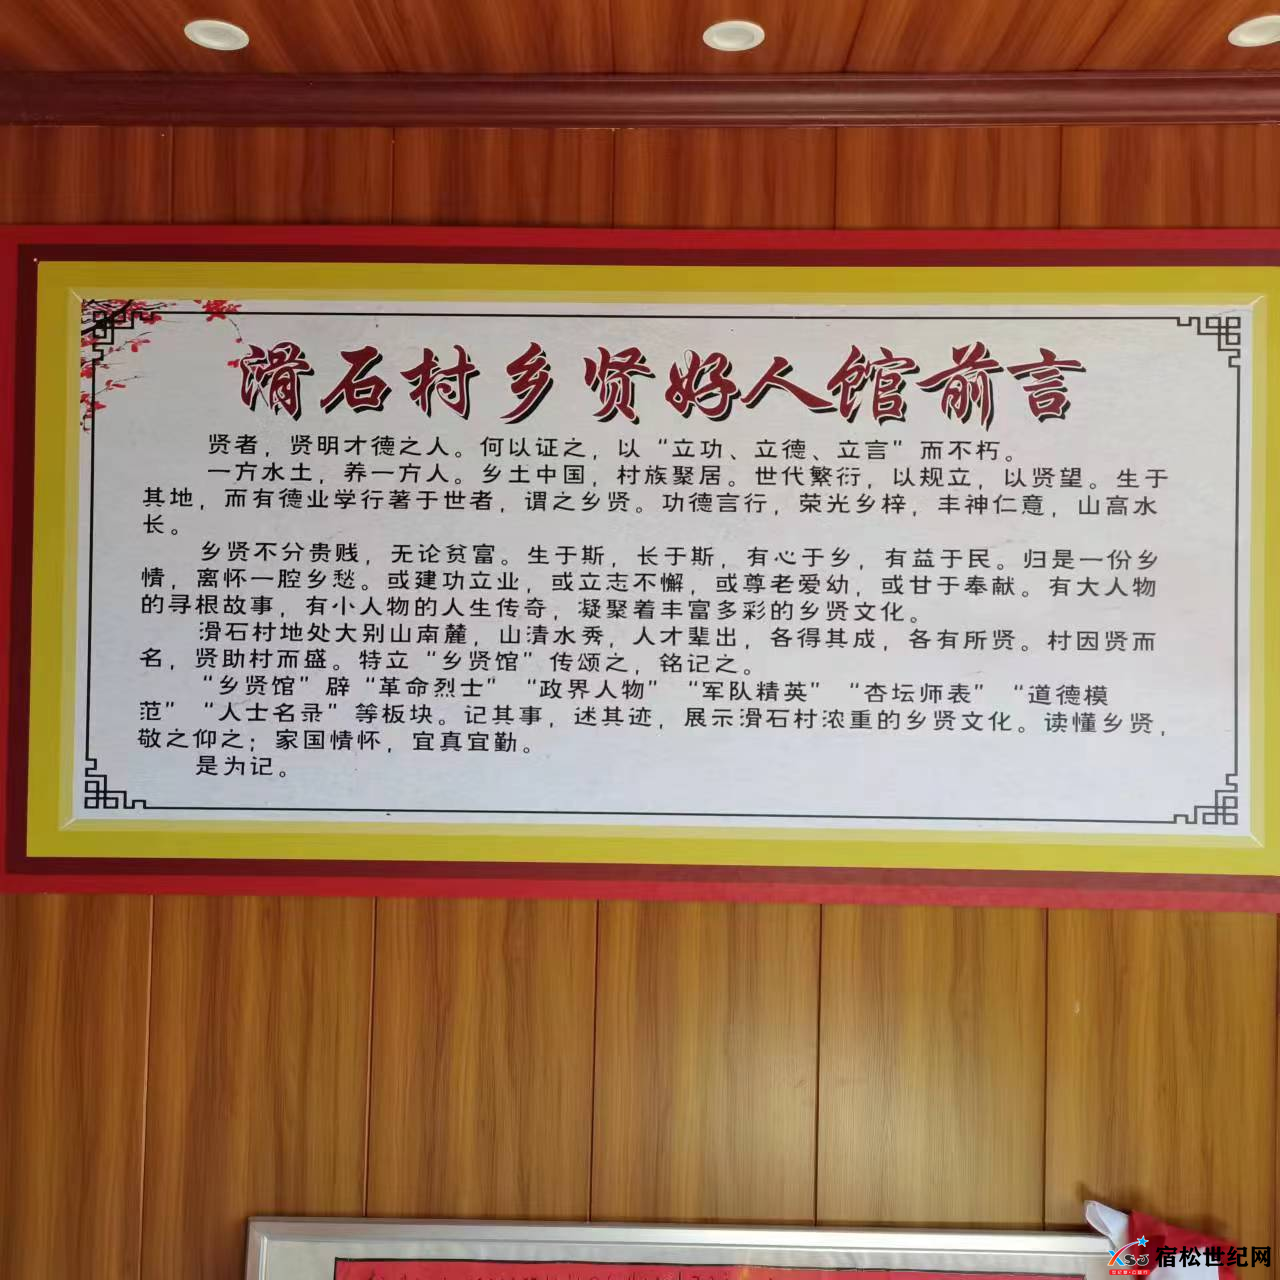 滑石村乡贤好人馆前言
贤者，贤明才德之人。何以证之，以“立功、立德、立言”而不朽。
一方水土，养一方人。乡土中国，村族聚居。世代繁衍，以规立，以贤望。生于
其地，而有德业学行著于世者，谓之乡贤。功德言行，荣光乡梓，丰神仁意，山高水
长。
乡贤不分贵贱，无论贫富。生于斯，长于斯，有心于乡，有益于民。归是一份乡
情，离怀一腔乡愁。或建功立业，或立志不懈，或尊老爱幼，或甘于奉献。有大人物
的寻根故事，有小人物的人生传奇，凝聚着丰富多彩的乡贤文化。
滑石村地处大别山南麓，山清水秀，人才辈出，各得其成，各有所贤。村因贤而
名，贤助村而盛。特立“乡贤馆”传颂之，铭记之。
“乡贤馆”辟“革命烈士”“政界人物”“军队精英”“杏坛师表”“道德模
范”“人士名录”等板块。记其事，述其迹，展示滑石村浓重的乡贤文化。读懂乡贤，
敬之仰之；家国情怀，宜真宜勤。
是为记。
宿松世纪网